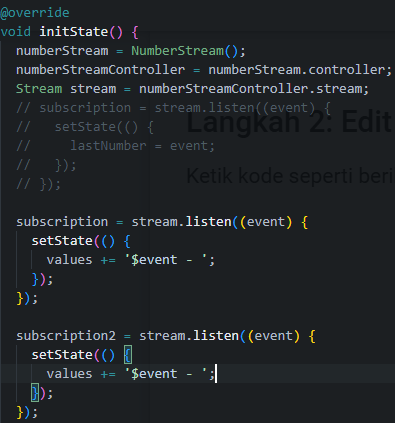 @override
void initState() {
  numberStream = NumberStream();
  numberStreamController = numberStream.controller;
  Stream stream = numberStreamController.stream;
  // subscription = stream.listen((event) {
  //   setState(() {
  //     lastNumber = event;
  //   });
  // });
Langkah 2: Edit
Ketik kode seperti beri

  subscription = stream.listen((event) {
    setState(() {
      values += '$event - ';
    });
  });

  subscription2 = stream.listen((event) {
    setState(() {
      values += '$event - ';
    });
  });